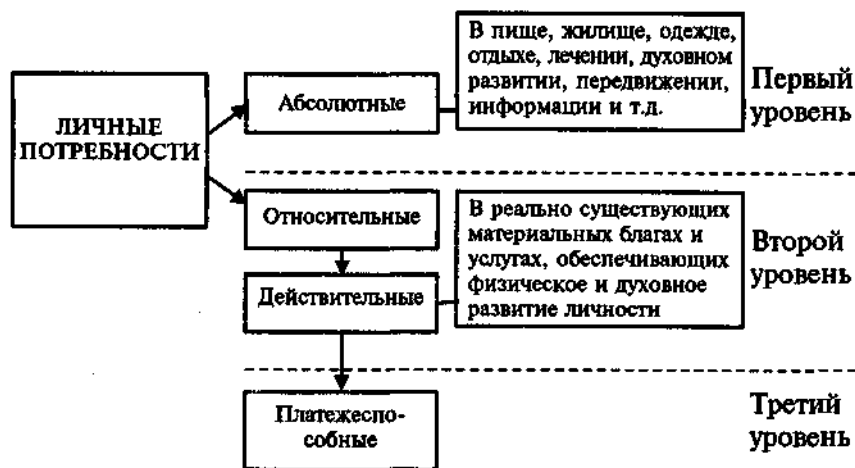 ЛИЧНЫЕ
ПОТРЕБНОСТИ
Абсолютные
В пище, жилище, одежде,
отдыхе, лечении, духовном
развитии, передвижении,
информации и т.д.
Первый
уровень
Относительные
Действительные
В реально существующих
материальных благах и
услугах, обеспечивающих
физическое и духовное
развитие личности
Второй
уровень
Платежеспо-
собные
Третий
уровень